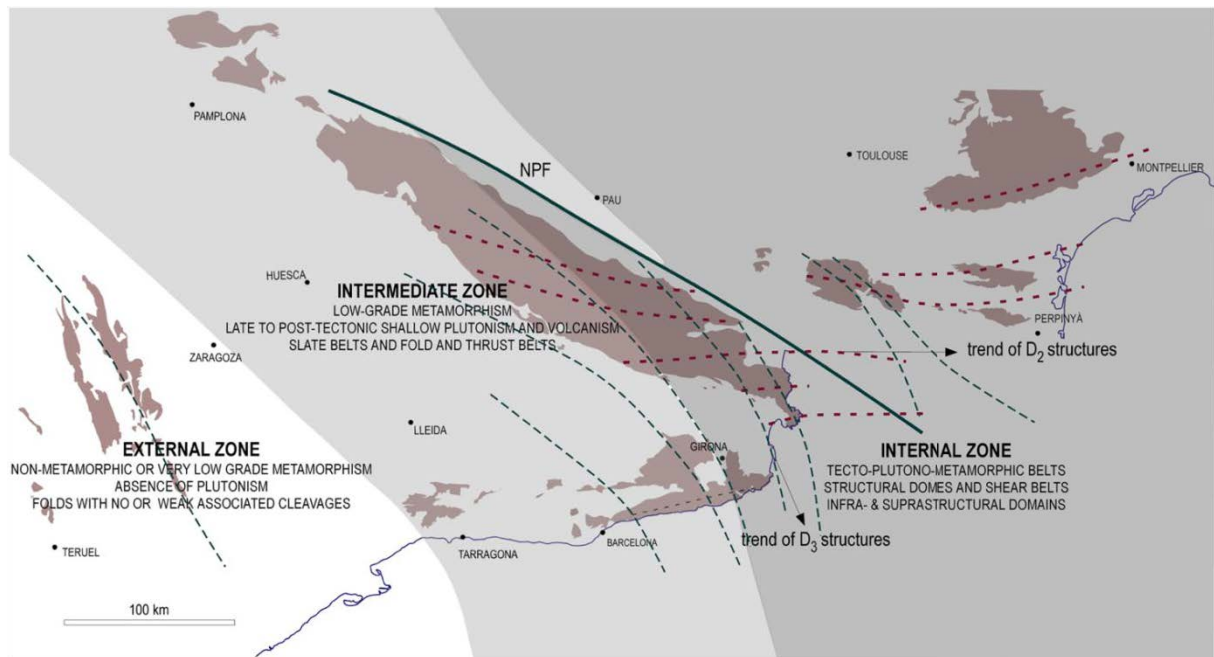 PAMPLONA
TOULOUSE
MONTPELLIER
NPF
PAU
HUESCA
INTERMEDIATE ZONE
LOW-GRADE METAMORPHISM
LATE TO POST-TECTONIC SHALLOW PLUTONISM AND VOLCANISM
SLATE BELTS AND FOLD AND THRUST BELTS
PERPINYÀ
ZARAGOZA
trend of D2 structures
LLEIDA
EXTERNAL ZONE
NON-METAMORPHIC OR VERY LOW GRADE METAMORPHISM
ABSENCE OF PLUTONISM
FOLDS WITH NO OR WEAK ASSOCIATED CLEAVAGES
GIRONA
INTERNAL ZONE
TECTO-PLUTONO-METAMORPHIC BELTS
STRUCTURAL DOMES AND SHEAR BELTS
INFRA- & SUPRASTRUCTURAL DOMAINS
TERUEL
TARRAGONA
BARCELONA
trend of D3 structures
100 km